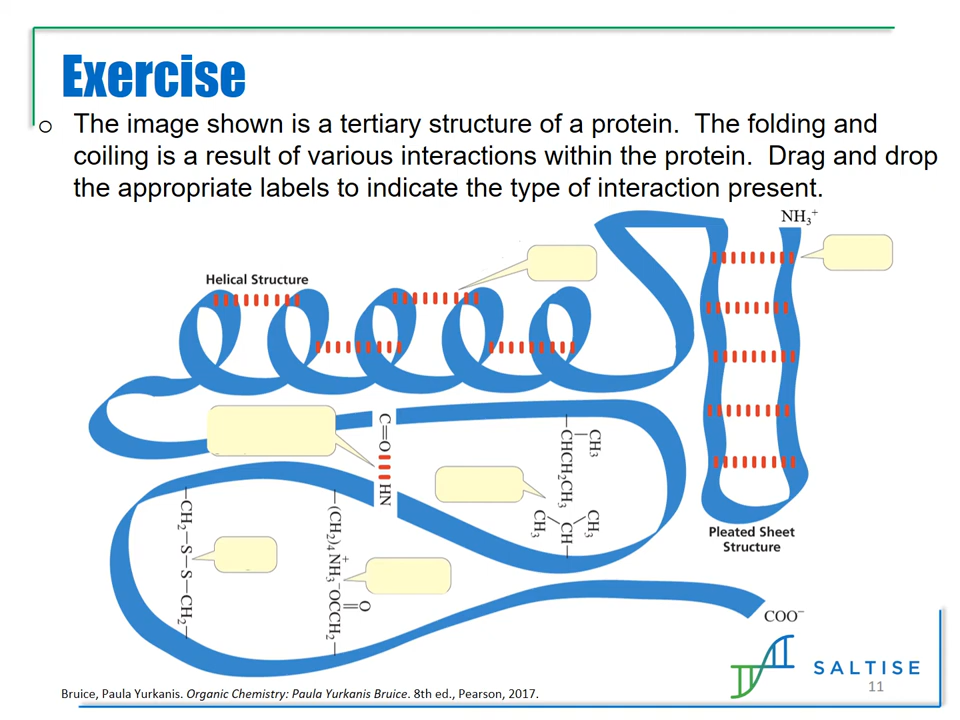 Exercise
○ The image shown is a tertiary structure of a protein. The folding and
coiling is a result of various interactions within the protein. Drag and drop
the appropriate labels to indicate the type of interaction present.
NH₃⁺
Helical Structure
C=O
HN
—CHCH₂CH₃
CH₃
CH₃
CH—
CH₃
—CH₂—S—S—CH₂—
—(CH₂)₄NH₃⁺
⁻OCCH₂—
O
Pleated Sheet
Structure
COO⁻
SALTISE
11
Bruice, Paula Yurkanis. Organic Chemistry: Paula Yurkanis Bruice. 8th ed., Pearson, 2017.